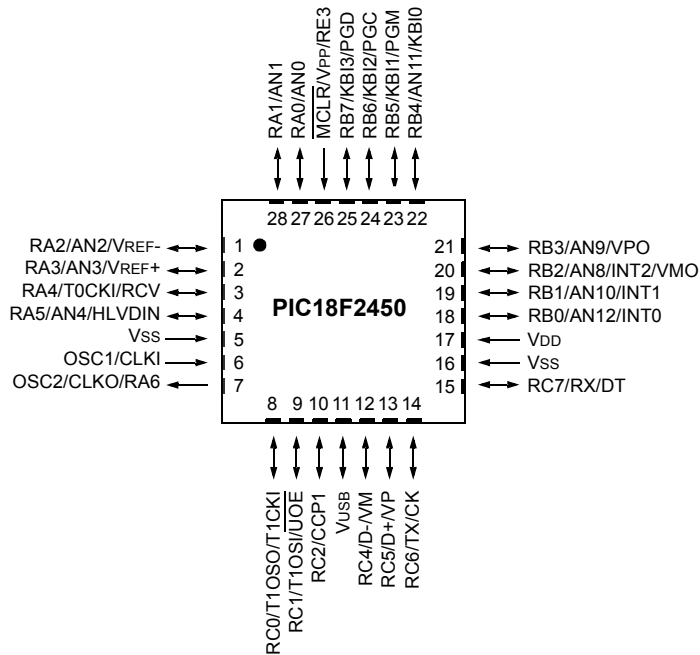 RA1/AN1
RA0/AN0
MCLR/VPP/RE3
RB7/KBI3/PGD
RB6/KBI2/PGC
RB5/KBI1/PGM
RB4/AN11/KBI0
28 27 26 25 24 23 22
RA2/AN2/VREF- 1
RA3/AN3/VREF+ 2
RA4/T0CKI/RCV 3
RA5/AN4/HLVDIN 4
VSS 5
OSC1/CLKI 6
OSC2/CLKO/RA6 7
PIC18F2450
21 RB3/AN9/VPO
20 RB2/AN8/INT2/VMO
19 RB1/AN10/INT1
18 RB0/AN12/INT0
17 VDD
16 VSS
15 RC7/RX/DT
8 9 10 11 12 13 14
RC0/T1OSO/T1CKI
RC1/T1OSI/UOE
RC2/CCP1
VUSB
RC4/D-/VM
RC5/D+/VP
RC6/TX/CK